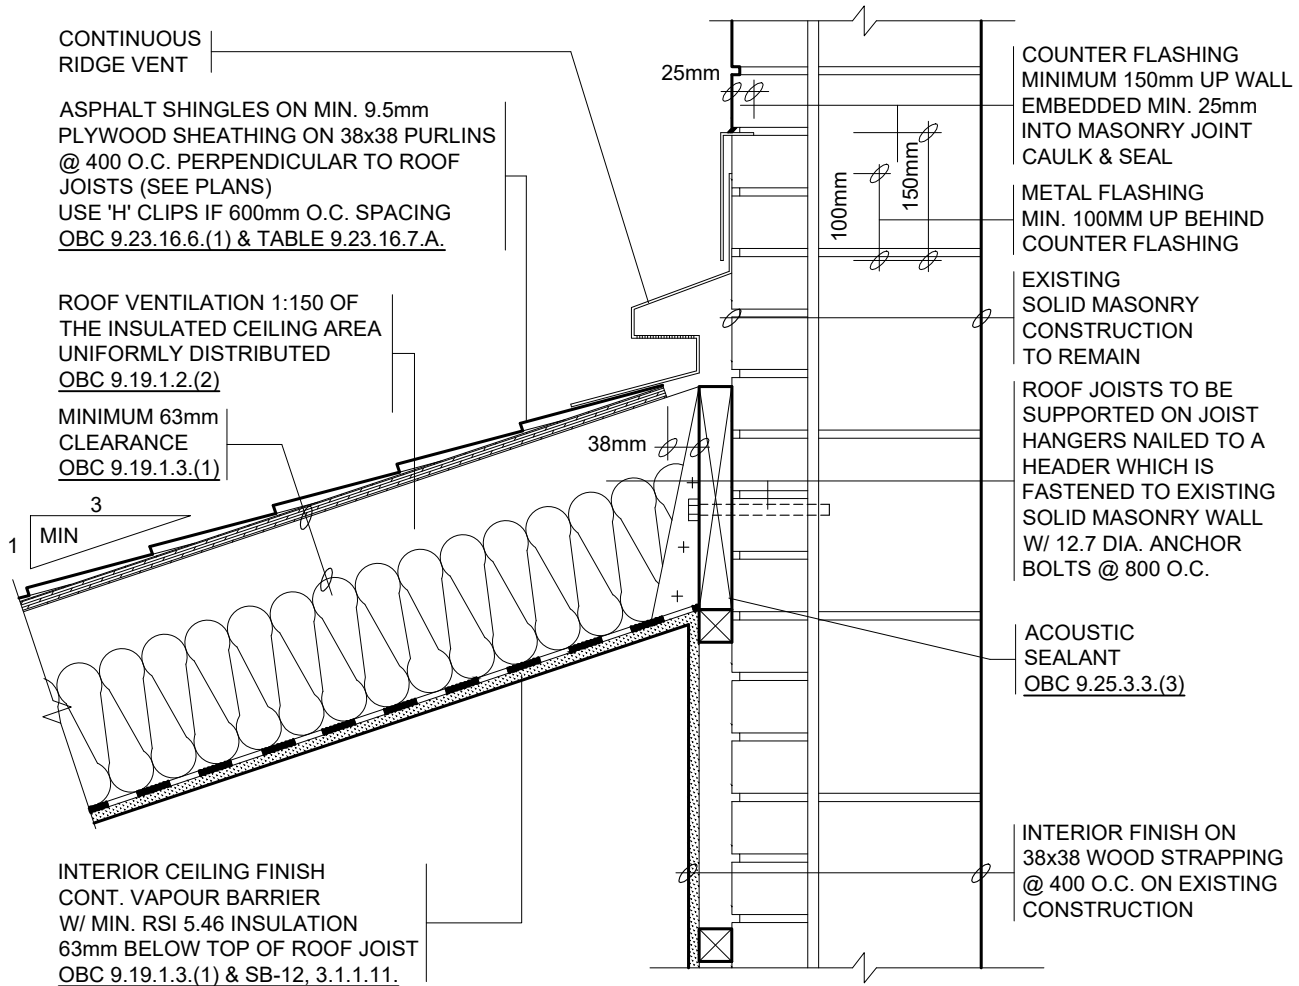 CONTINUOUS
RIDGE VENT
ASPHALT SHINGLES ON MIN. 9.5mm
PLYWOOD SHEATHING ON 38x38 PURLINS
@ 400 O.C. PERPENDICULAR TO ROOF
JOISTS (SEE PLANS)
USE 'H' CLIPS IF 600mm O.C. SPACING
OBC 9.23.16.6.(1) & TABLE 9.23.16.7.A.
ROOF VENTILATION 1:150 OF
THE INSULATED CEILING AREA
UNIFORMLY DISTRIBUTED
OBC 9.19.1.2.(2)
MINIMUM 63mm
CLEARANCE
OBC 9.19.1.3.(1)
3
1
MIN
INTERIOR CEILING FINISH
CONT. VAPOUR BARRIER
W/ MIN. RSI 5.46 INSULATION
63mm BELOW TOP OF ROOF JOIST
OBC 9.19.1.3.(1) & SB-12, 3.1.1.11.
25mm
38mm
100mm
150mm
COUNTER FLASHING
MINIMUM 150mm UP WALL
EMBEDDED MIN. 25mm
INTO MASONRY JOINT
CAULK & SEAL
METAL FLASHING
MIN. 100MM UP BEHIND
COUNTER FLASHING
EXISTING
SOLID MASONRY
CONSTRUCTION
TO REMAIN
ROOF JOISTS TO BE
SUPPORTED ON JOIST
HANGERS NAILED TO A
HEADER WHICH IS
FASTENED TO EXISTING
SOLID MASONRY WALL
W/ 12.7 DIA. ANCHOR
BOLTS @ 800 O.C.
ACOUSTIC
SEALANT
OBC 9.25.3.3.(3)
INTERIOR FINISH ON
38x38 WOOD STRAPPING
@ 400 O.C. ON EXISTING
CONSTRUCTION